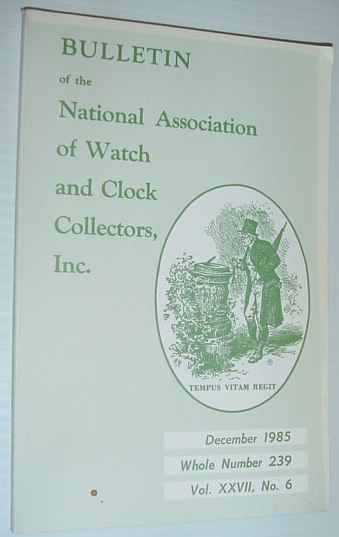 BULLETIN
of the
National Association
of Watch
and Clock
Collectors,
Inc.
TEMPUS VITAM REGIT
December 1985
Whole Number 239
Vol. XXVII, No. 6